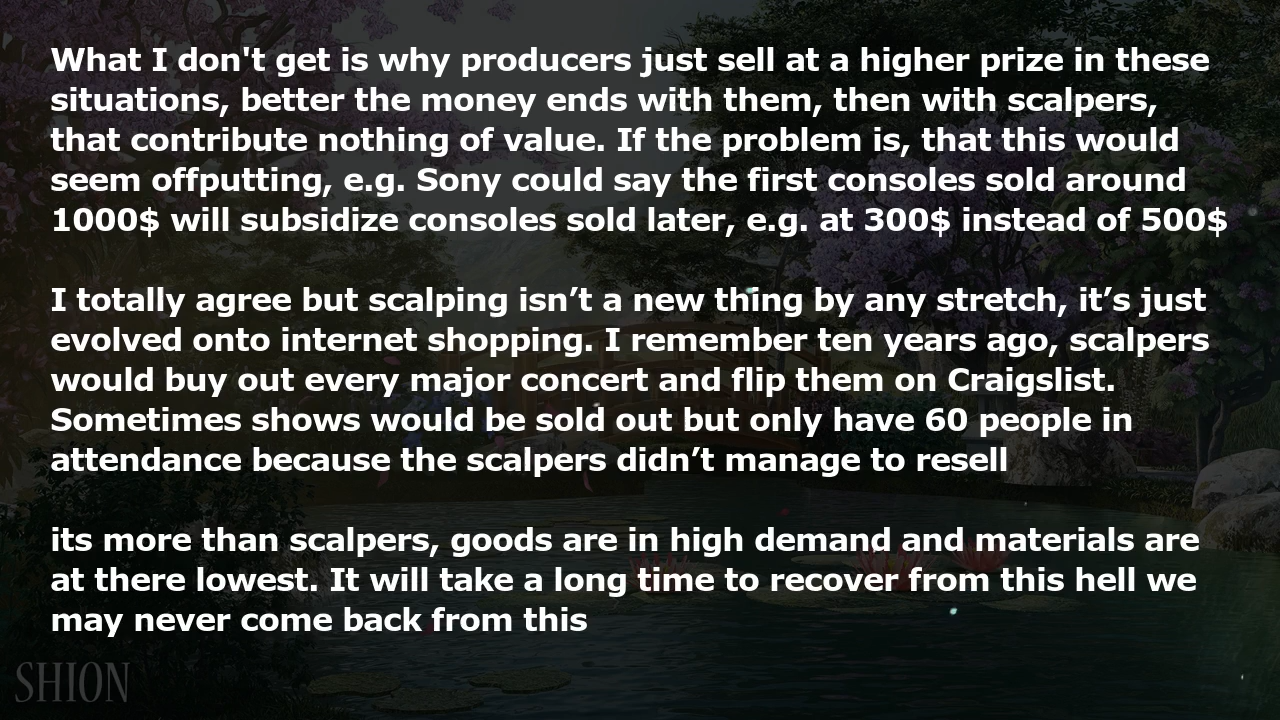 What I don't get is why producers just sell at a higher prize in these
situations, better the money ends with them, then with scalpers,
that contribute nothing of value. If the problem is, that this would
seem offputting, e.g. Sony could say the first consoles sold around
1000$ will subsidize consoles sold later, e.g. at 300$ instead of 500$
I totally agree but scalping isn’t a new thing by any stretch, it’s just
evolved onto internet shopping. I remember ten years ago, scalpers
would buy out every major concert and flip them on Craigslist.
Sometimes shows would be sold out but only have 60 people in
attendance because the scalpers didn’t manage to resell
its more than scalpers, goods are in high demand and materials are
at there lowest. It will take a long time to recover from this hell we
may never come back from this
SHION